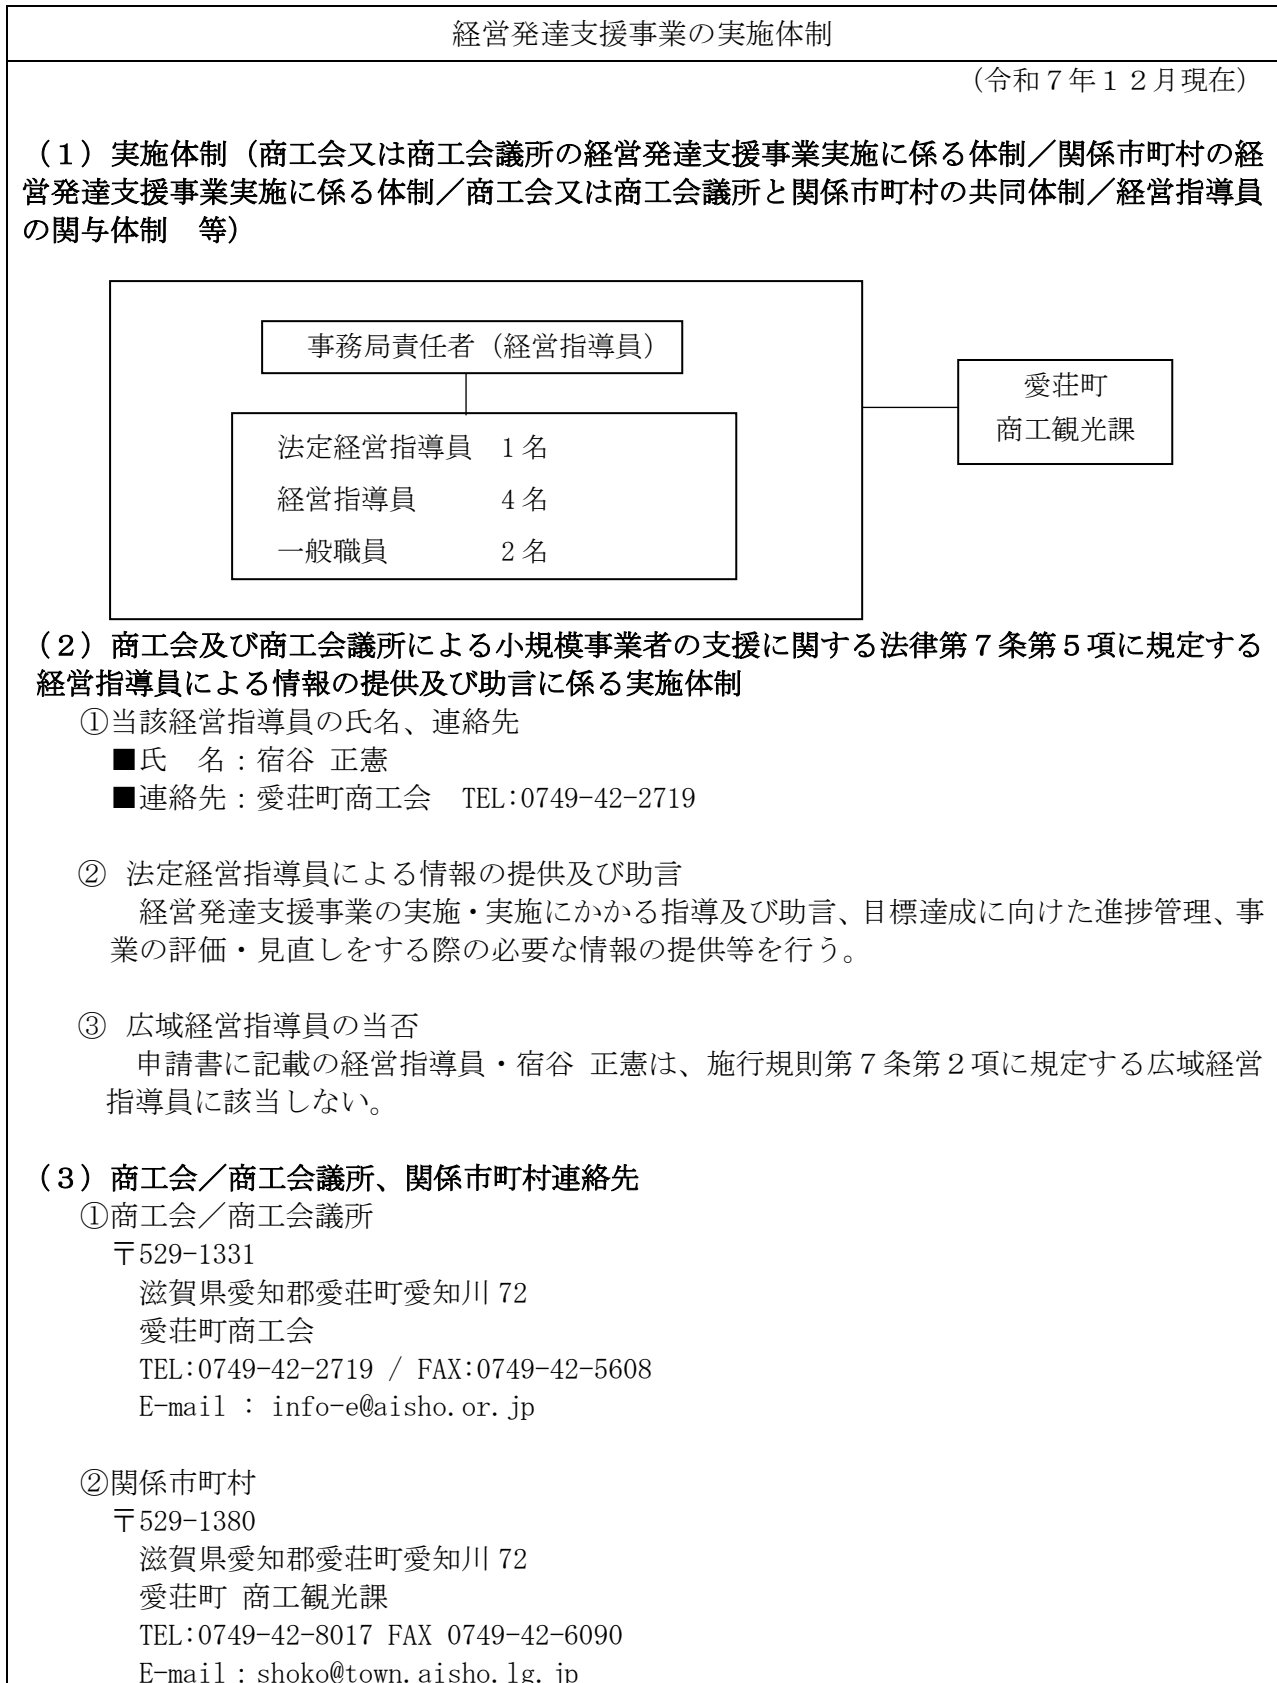 経営発達支援事業の実施体制
(令和７年１２月現在)
（１）実施体制（商工会又は商工会議所の経営発達支援事業実施に係る体制／関係市町村の経
営発達支援事業実施に係る体制／商工会又は商工会議所と関係市町村の共同体制／経営指導員
の関与体制　等）
事務局責任者（経営指導員）
法定経営指導員　1名
経営指導員　4名
一般職員　2名
愛荘町
商工観光課
（２）商工会及び商工会議所による小規模事業者の支援に関する法律第７条第５項に規定する
経営指導員による情報の提供及び助言に係る実施体制
①当該経営指導員の氏名、連絡先
■氏　名：宿谷 正憲
■連絡先：愛荘町商工会　TEL:0749-42-2719
② 法定経営指導員による情報の提供及び助言
経営発達支援事業の実施・実施にかかる指導及び助言、目標達成に向けた進捗管理、事
業の評価・見直しをする際の必要な情報の提供等を行う。
③ 広域経営指導員の当否
申請書に記載の経営指導員・宿谷 正憲は、施行規則第７条第２項に規定する広域経営
指導員に該当しない。
（３）商工会／商工会議所、関係市町村連絡先
①商工会／商工会議所
〒529-1331
滋賀県愛知郡愛荘町愛知川72
愛荘町商工会
TEL:0749-42-2719 / FAX:0749-42-5608
E-mail : info-e@aisho.or.jp
②関係市町村
〒529-1380
滋賀県愛知郡愛荘町愛知川72
愛荘町 商工観光課
TEL:0749-42-8017 FAX 0749-42-6090
E-mail：shoko@town.aisho.lg.jp